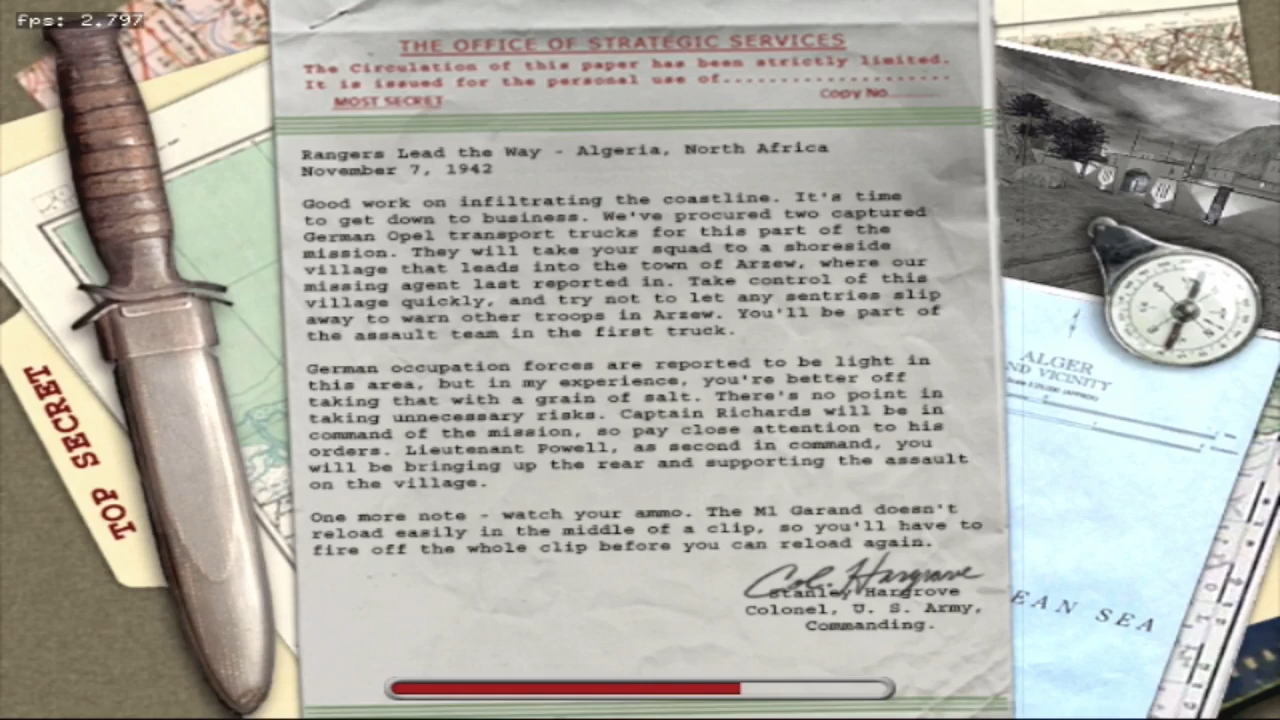 fps: 2.797
THE OFFICE OF STRATEGIC SERVICES
The Circulation of this paper has been strictly limited.
It is issued for the personal use of......................
MOST SECRET
Copy No
Rangers Lead the Way - Algeria, North Africa
November 7, 1942
Good work on infiltrating the coastline. It's time
to get down to business. We've procured two captured
German Opel transport trucks for this part of the
mission. They will take your squad to a shoreside
village that leads into the town of Arzew, where our
missing agent last reported in. Take control of this
village quickly, and try not to let any sentries slip
away to warn other troops in Arzew. You'll be part of
the assault team in the first truck.
German occupation forces are reported to be light in
this area, but in my experience, you're better off
taking that with a grain of salt. There's no point in
taking unnecessary risks. Captain Richards will be in
command of the mission, so pay close attention to his
orders. Lieutenant Powell, as second in command, you
will be bringing up the rear and supporting the assault
on the village.
One more note - watch your ammo. The M1 Garand doesn't
reload easily in the middle of a clip, so you'll have to
fire off the whole clip before you can reload again.
Col. Hargrove
Stanley Hargrove
Colonel, U. S. Army,
Commanding.
TOP SECRET
ALGER
ND VICINITY
EAN SEA